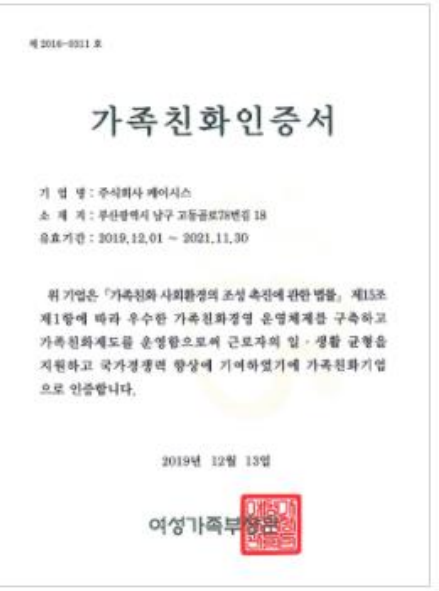 제 2016-0311 호
가족친화인증서
기 업 명 : 주식회사 페이시스
소 재 지 : 부산광역시 남구 고동골로78번길 18
유효기간 : 2019.12.01 ~ 2021.11.30
위 기업은 「가족친화 사회환경의 조성 촉진에 관한 법률」 제15조
제1항에 따라 우수한 가족친화경영 운영체제를 구축하고
가족친화제도를 운영함으로써 근로자의 일 · 생활 균형을
지원하고 국가경쟁력 향상에 기여하였기에 가족친화기업
으로 인증합니다.
2019년 12월 13일
여성가족부장관